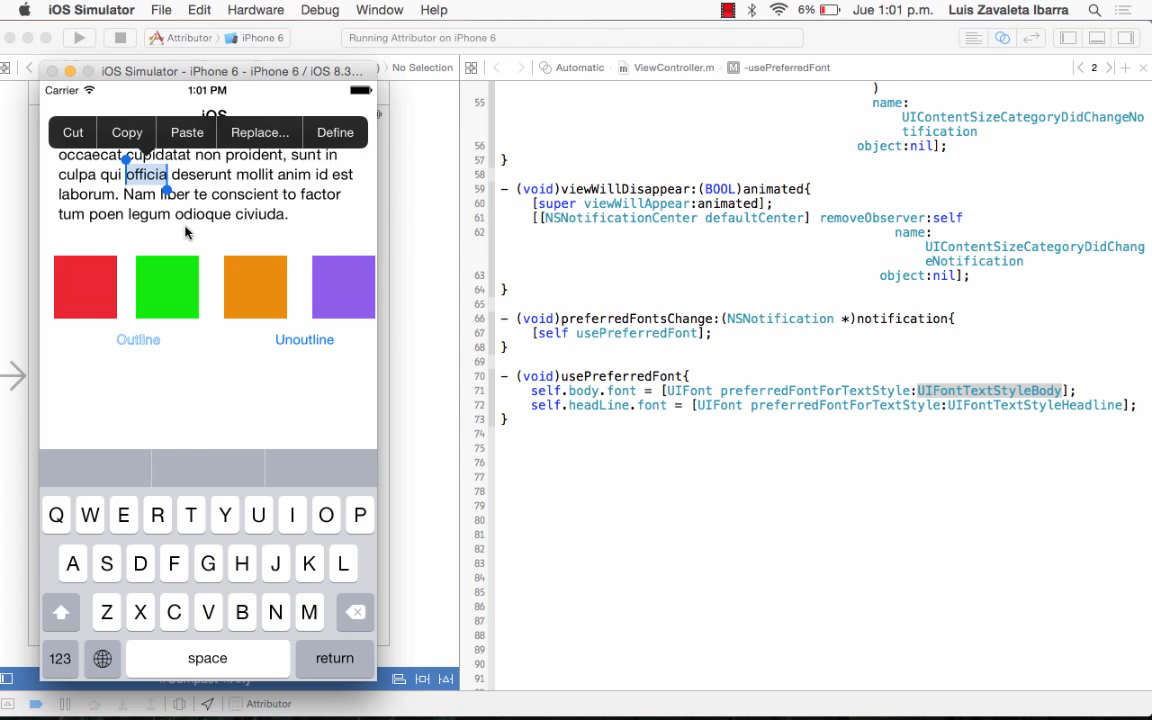 iOS Simulator File Edit Hardware Debug Window Help 6% Jue 1:01 p.m. Luis Zavaleta Ibarra
Attributor iPhone 6 Running Attributor on iPhone 6
iOS Simulator - iPhone 6 - iPhone 6 / iOS 8.3... No Selection Automatic ViewController.m -usePreferredFont 2
Carrier 1:01 PM
iOS
Cut Copy Paste Replace... Define
occaecat cupidatat non proident, sunt in
culpa qui officia deserunt mollit anim id est
laborum. Nam liber te conscient to factor
tum poen legum odioque civiuda.
Outline Unoutline
Q W E R T Y U I O P
A S D F G H J K L
Z X C V B N M
123 space return
)
55 name:
UIContentSizeCategoryDidChangeNo
tification
56 object:nil];
57 }
58
59 - (void)viewWillDisappear:(BOOL)animated{
60 [super viewWillAppear:animated];
61 [[NSNotificationCenter defaultCenter] removeObserver:self
62 name:
UIContentSizeCategoryDidChang
eNotification
63 object:nil];
64 }
65
66 - (void)preferredFontsChange:(NSNotification *)notification{
67 [self usePreferredFont];
68 }
69
70 - (void)usePreferredFont{
71 self.body.font = [UIFont preferredFontForTextStyle:UIFontTextStyleBody];
72 self.headLine.font = [UIFont preferredFontForTextStyle:UIFontTextStyleHeadline];
73 }
74
75
76
77
78
79
80
81
82
83
84
85
86
87
88
89
90
91
Attributor